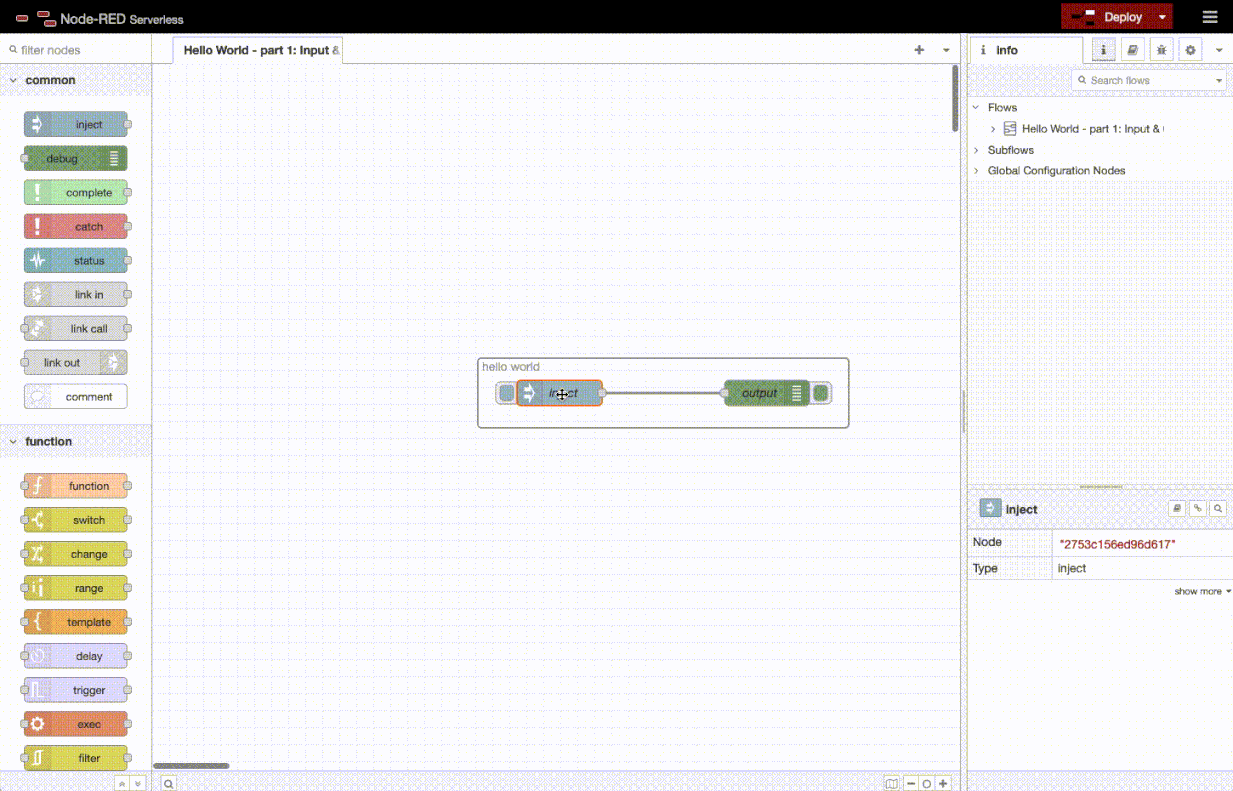 Node-RED Serverless
Deploy
filter nodes
Hello World - part 1: Input &
i info
i
common
Search flows
inject
debug
complete
catch
status
link in
link call
link out
comment
function
function
switch
change
range
template
delay
trigger
exec
filter
hello world
inject
output
Flows
Hello World - part 1: Input &
Subflows
Global Configuration Nodes
inject
Node "2753c156ed96d617"
Type inject
show more